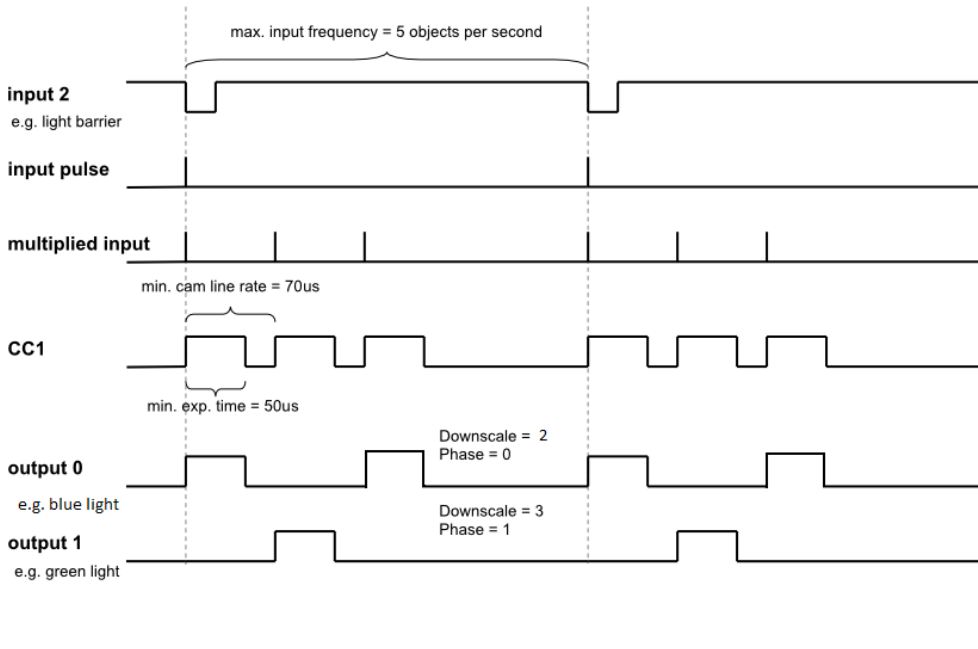 max. input frequency = 5 objects per second
input 2
e.g. light barrier
input pulse
multiplied input
min. cam line rate = 70us
CC1
min. exp. time = 50us
Downscale = 2
Phase = 0
output 0
e.g. blue light
Downscale = 3
Phase = 1
output 1
e.g. green light